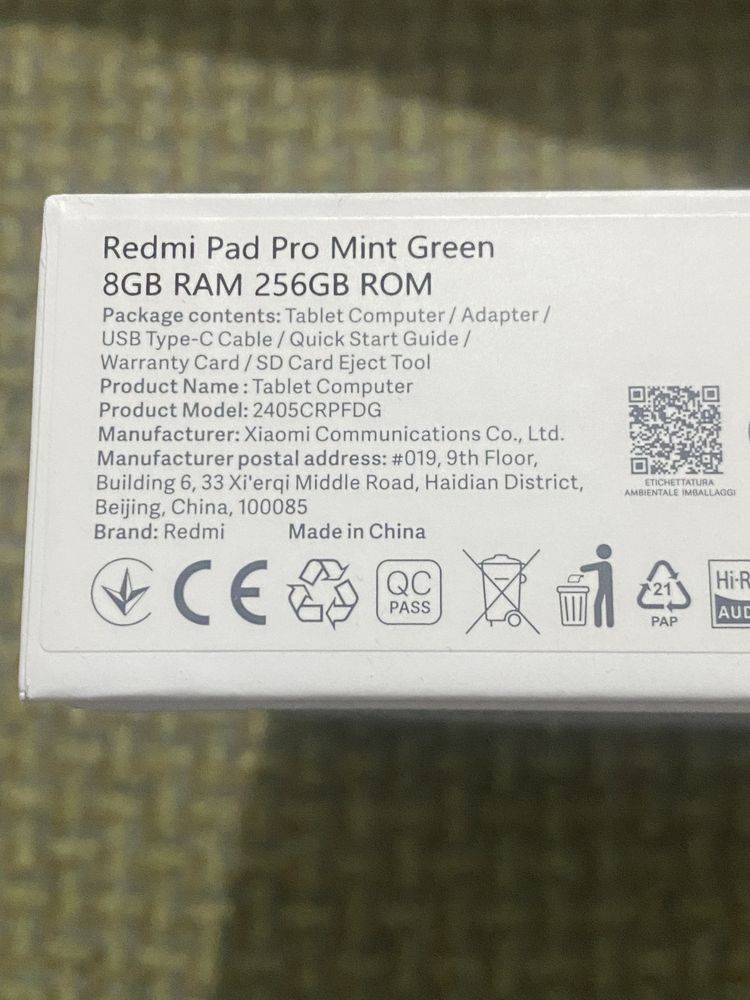 Redmi Pad Pro Mint Green
8GB RAM 256GB ROM
Package contents: Tablet Computer / Adapter /
USB Type-C Cable / Quick Start Guide /
Warranty Card / SD Card Eject Tool
Product Name : Tablet Computer
Product Model: 2405CRPFDG
Manufacturer: Xiaomi Communications Co., Ltd.
Manufacturer postal address: #019, 9th Floor,
Building 6, 33 Xi'erqi Middle Road, Haidian District,
Beijing, China, 100085
Brand: Redmi Made in China
ETICHETTATURA
AMBIENTALE IMBALLAGGI
CE
QC
PASS
21
PAP
Hi-R
AUD